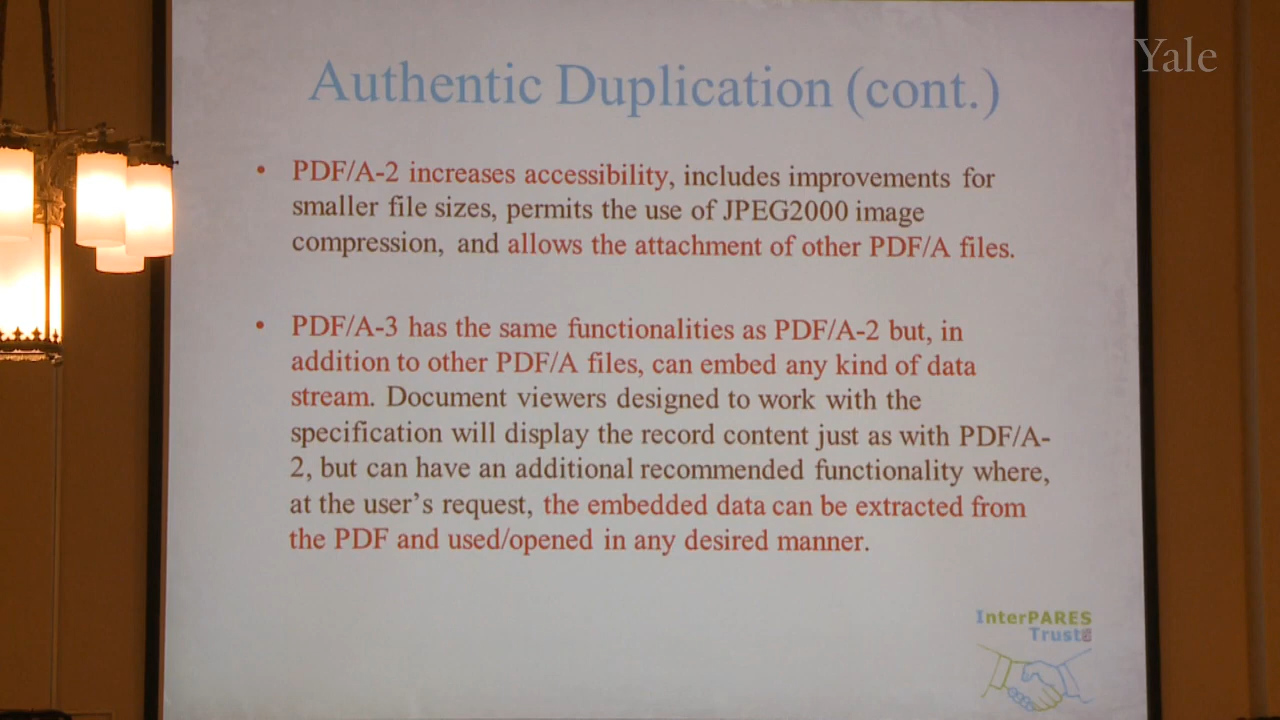 Yale
Authentic Duplication (cont.)
• PDF/A-2 increases accessibility, includes improvements for
smaller file sizes, permits the use of JPEG2000 image
compression, and allows the attachment of other PDF/A files.
• PDF/A-3 has the same functionalities as PDF/A-2 but, in
addition to other PDF/A files, can embed any kind of data
stream. Document viewers designed to work with the
specification will display the record content just as with PDF/A-
2, but can have an additional recommended functionality where,
at the user's request, the embedded data can be extracted from
the PDF and used/opened in any desired manner.
InterPARES
Trust